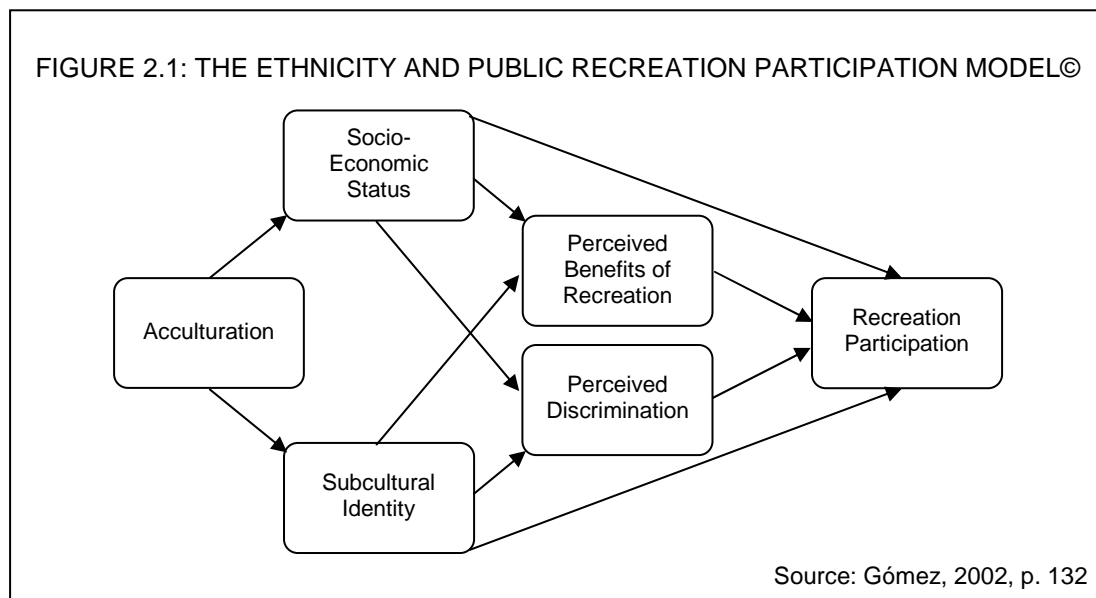 FIGURE 2.1: THE ETHNICITY AND PUBLIC RECREATION PARTICIPATION MODEL©
Socio-
Economic
Status
Perceived
Benefits of
Recreation
Acculturation
Recreation
Participation
Perceived
Discrimination
Subcultural
Identity
Source: Gómez, 2002, p. 132